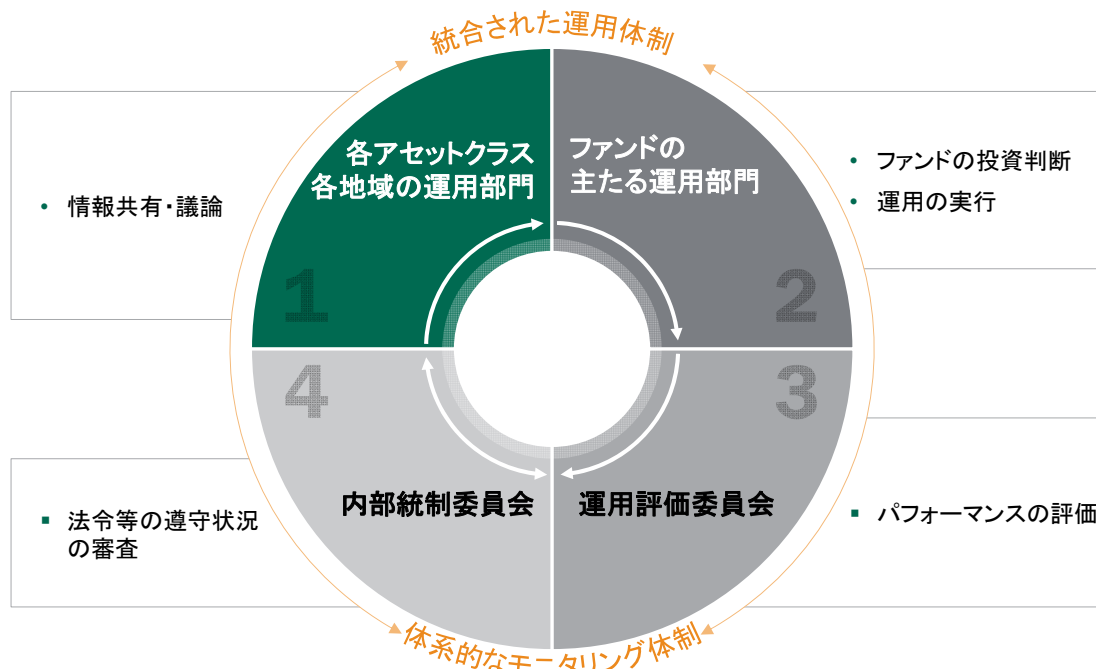 統合された運用体制
各アセットクラス
各地域の運用部門
ファンドの
主たる運用部門
• 情報共有・議論
• ファンドの投資判断
• 運用の実行
1
2
4
3
内部統制委員会
運用評価委員会
▪ 法令等の遵守状況
の審査
▪ パフォーマンスの評価
体系的なモニタリング体制